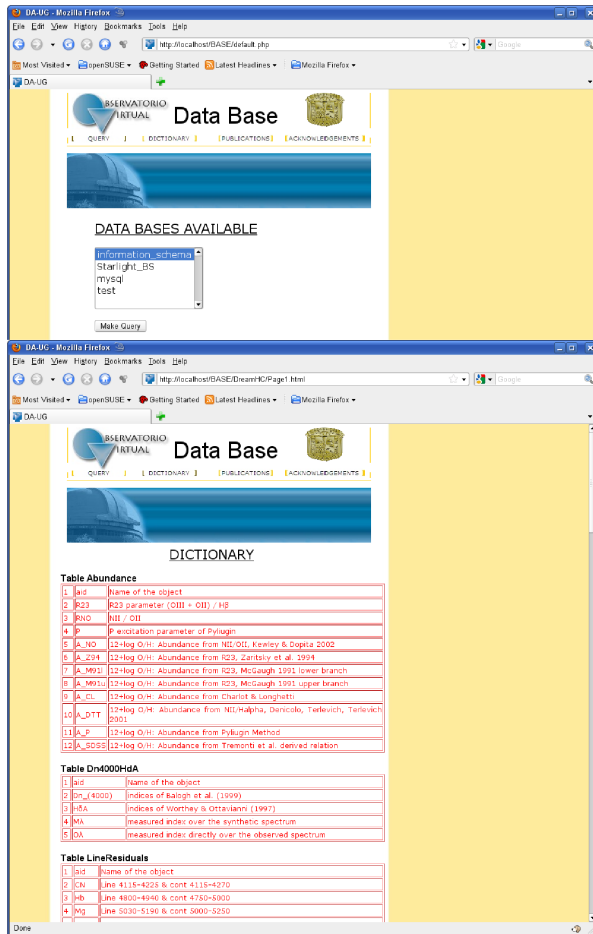 DA-UG - Mozilla Firefox
File Edit View History Bookmarks Tools Help
http://localhost/BASE/default.php
Google
Most Visited openSUSE Getting Started Latest Headlines Mozilla Firefox
DA-UG
BSERVATORIO
VIRTUAL
Data Base
[ QUERY ] [ DICTIONARY ] [PUBLICATIONS] [ACKNOWLEDGEMENTS ]
DATA BASES AVAILABLE
information_schema
Starlight_BS
mysql
test
Make Query
DA-UG - Mozilla Firefox
File Edit View History Bookmarks Tools Help
http://localhost/BASE/DreamHC/Page1.html
Google
Most Visited openSUSE Getting Started Latest Headlines Mozilla Firefox
DA-UG
BSERVATORIO
VIRTUAL
Data Base
[ QUERY ] [ DICTIONARY ] [PUBLICATIONS] [ACKNOWLEDGEMENTS ]
DICTIONARY
Table Abundance
1 aid Name of the object
2 R23 R23 parameter (OIII + OII) / Hβ
3 RNO NII / OII
4 P P excitation parameter of Pyliugin
5 A_NO 12+log O/H: Abundance from NII/OII, Kewley & Dopita 2002
6 A_Z94 12+log O/H: Abundance from R23, Zaritsky et al. 1994
7 A_M91l 12+log O/H: Abundance from R23, McGaugh 1991 lower branch
8 A_M91u 12+log O/H: Abundance from R23, McGaugh 1991 upper branch
9 A_CL 12+log O/H: Abundance from Charlot & Longhetti
10 A_DTT 12+log O/H: Abundance from NII/Halpha, Denicolo, Terlevich, Terlevich
2001
11 A_P 12+log O/H: Abundance from Pyliugin Method
12 A_SDSS 12+log O/H: Abundance from Tremonti et al. derived relation
Table Dn4000HdA
1 aid Name of the object
2 Dn_(4000) indices of Balogh et al. (1999)
3 HδA indices of Worthey & Ottavianni (1997)
4 MA measured index over the synthetic spectrum
5 OA measured index directly over the observed spectrum
Table LineResiduals
1 aid Name of the object
2 CN Line 4115-4225 & cont 4115-4270
3 Hb Line 4800-4940 & cont 4750-5000
4 Mg Line 5030-5190 & cont 5000-5250
Done